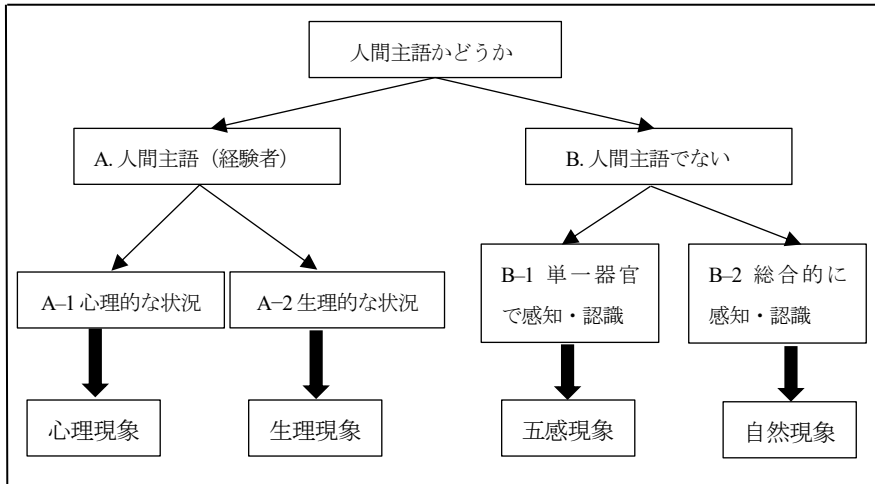 人間主語かどうか
A. 人間主語（経験者）
B. 人間主語でない
A–1 心理的な状況
A–2 生理的な状況
B–1 単一器官
で感知・認識
B–2 総合的に
感知・認識
心理現象
生理現象
五感現象
自然現象